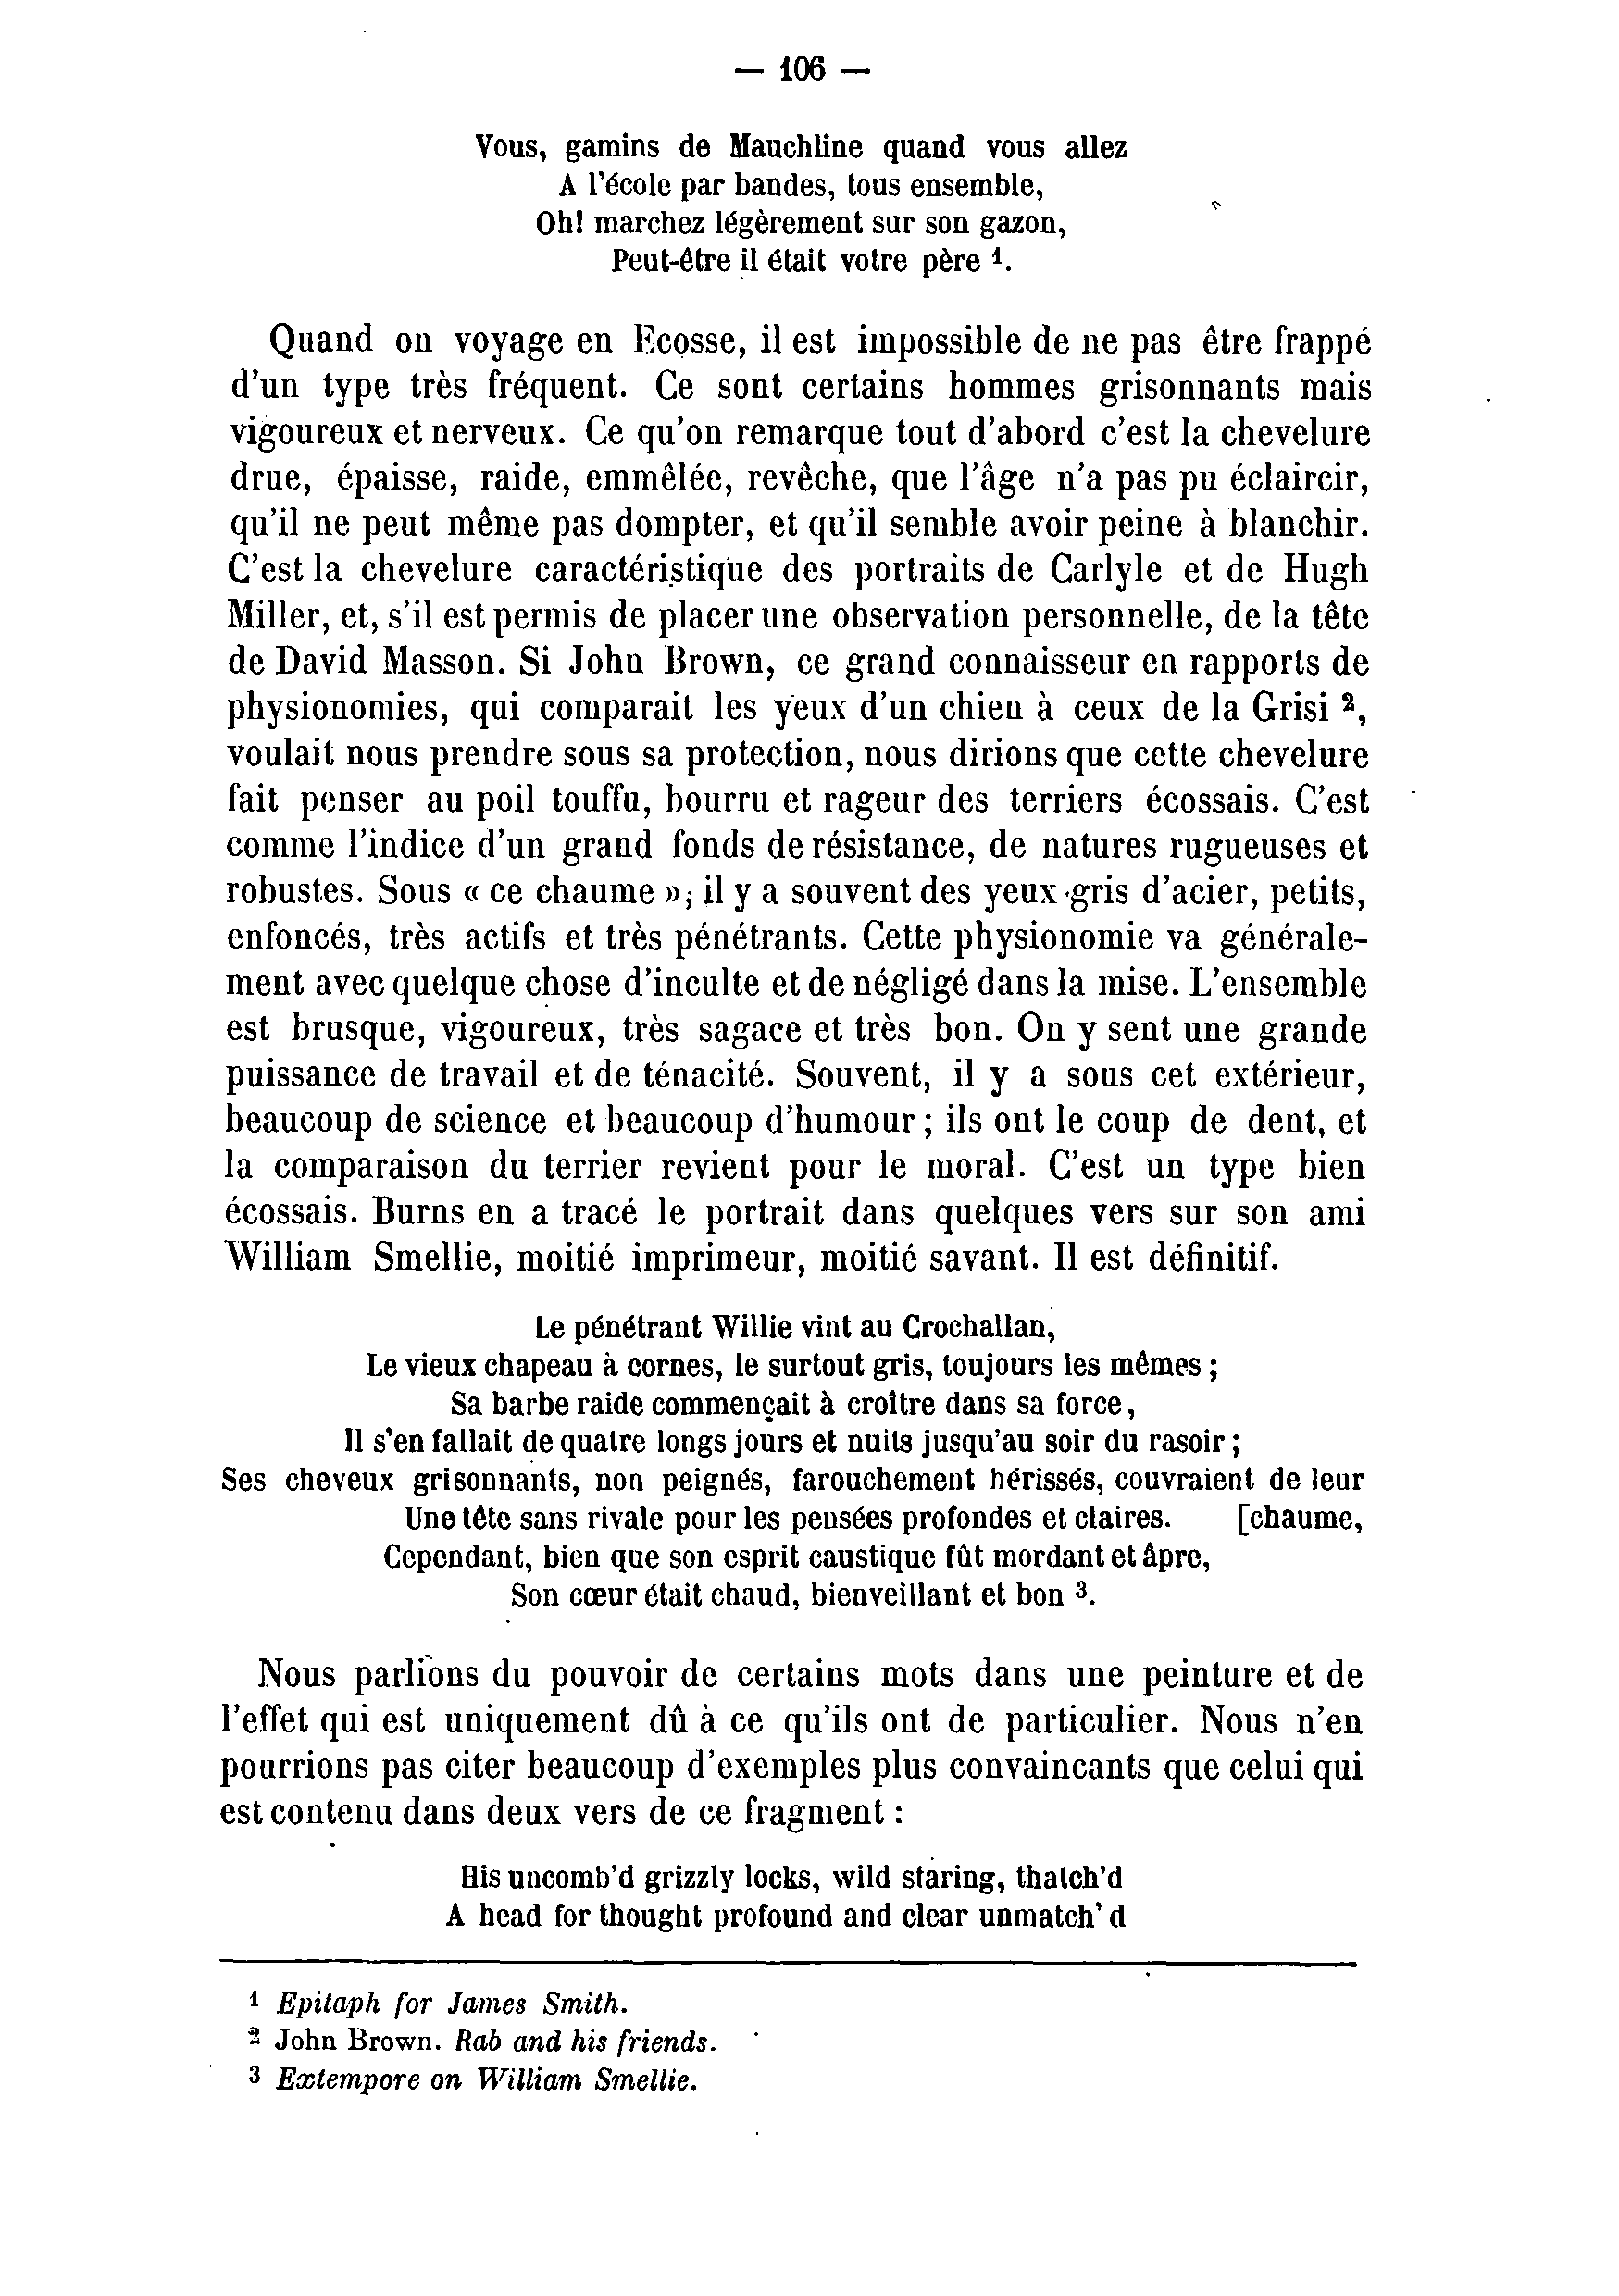 — 106 —
Vous, gamins de Mauchline quand vous allez
A l'école par bandes, tous ensemble,
Oh! marchez légèrement sur son gazon,
Peut-être il était votre père 1.
Quand on voyage en Ecosse, il est impossible de ne pas être frappé
d'un type très fréquent. Ce sont certains hommes grisonnants mais
vigoureux et nerveux. Ce qu'on remarque tout d'abord c'est la chevelure
drue, épaisse, raide, emmêlée, revêche, que l'âge n'a pas pu éclaircir,
qu'il ne peut même pas dompter, et qu'il semble avoir peine à blanchir.
C'est la chevelure caractéristique des portraits de Carlyle et de Hugh
Miller, et, s'il est permis de placer une observation personnelle, de la tête
de David Masson. Si John Brown, ce grand connaisseur en rapports de
physionomies, qui comparait les yeux d'un chien à ceux de la Grisi 2,
voulait nous prendre sous sa protection, nous dirions que cette chevelure
fait penser au poil touffu, bourru et rageur des terriers écossais. C'est
comme l'indice d'un grand fonds de résistance, de natures rugueuses et
robustes. Sous « ce chaume »; il y a souvent des yeux gris d'acier, petits,
enfoncés, très actifs et très pénétrants. Cette physionomie va générale-
ment avec quelque chose d'inculte et de négligé dans la mise. L'ensemble
est brusque, vigoureux, très sagace et très bon. On y sent une grande
puissance de travail et de ténacité. Souvent, il y a sous cet extérieur,
beaucoup de science et beaucoup d'humour ; ils ont le coup de dent, et
la comparaison du terrier revient pour le moral. C'est un type bien
écossais. Burns en a tracé le portrait dans quelques vers sur son ami
William Smellie, moitié imprimeur, moitié savant. Il est définitif.
Le pénétrant Willie vint au Crochallan,
Le vieux chapeau à cornes, le surtout gris, toujours les mêmes ;
Sa barbe raide commençait à croître dans sa force,
Il s'en fallait de quatre longs jours et nuits jusqu'au soir du rasoir ;
Ses cheveux grisonnants, non peignés, farouchement hérissés, couvraient de leur
Une tête sans rivale pour les pensées profondes et claires. [chaume,
Cependant, bien que son esprit caustique fût mordant et âpre,
Son cœur était chaud, bienveillant et bon 3.
Nous parlions du pouvoir de certains mots dans une peinture et de
l'effet qui est uniquement dû à ce qu'ils ont de particulier. Nous n'en
pourrions pas citer beaucoup d'exemples plus convaincants que celui qui
est contenu dans deux vers de ce fragment :
His uncomb'd grizzly locks, wild staring, thatch'd
A head for thought profound and clear unmatch'd
1 Epitaph for James Smith.
2 John Brown. Rab and his friends.
3 Extempore on William Smellie.